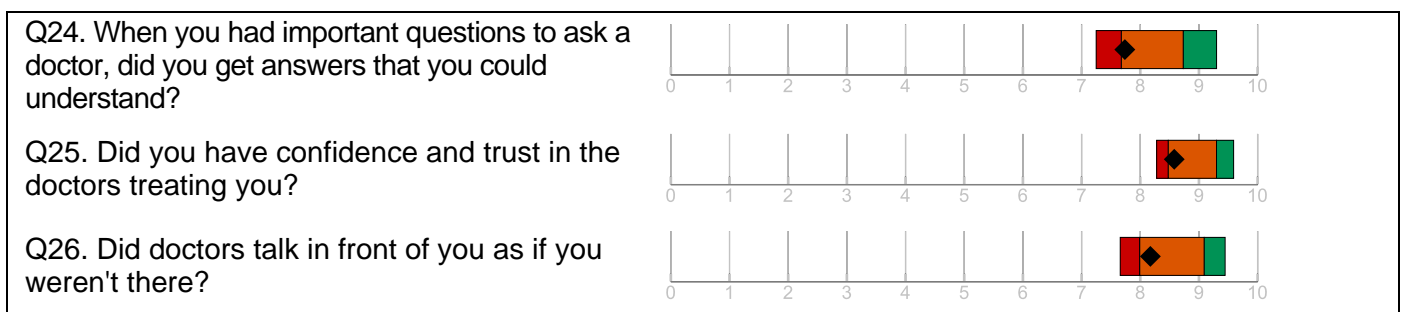 Q24. When you had important questions to ask a
doctor, did you get answers that you could
understand?
0 1 2 3 4 5 6 7 8 9 10
Q25. Did you have confidence and trust in the
doctors treating you?
0 1 2 3 4 5 6 7 8 9 10
Q26. Did doctors talk in front of you as if you
weren't there?
0 1 2 3 4 5 6 7 8 9 10